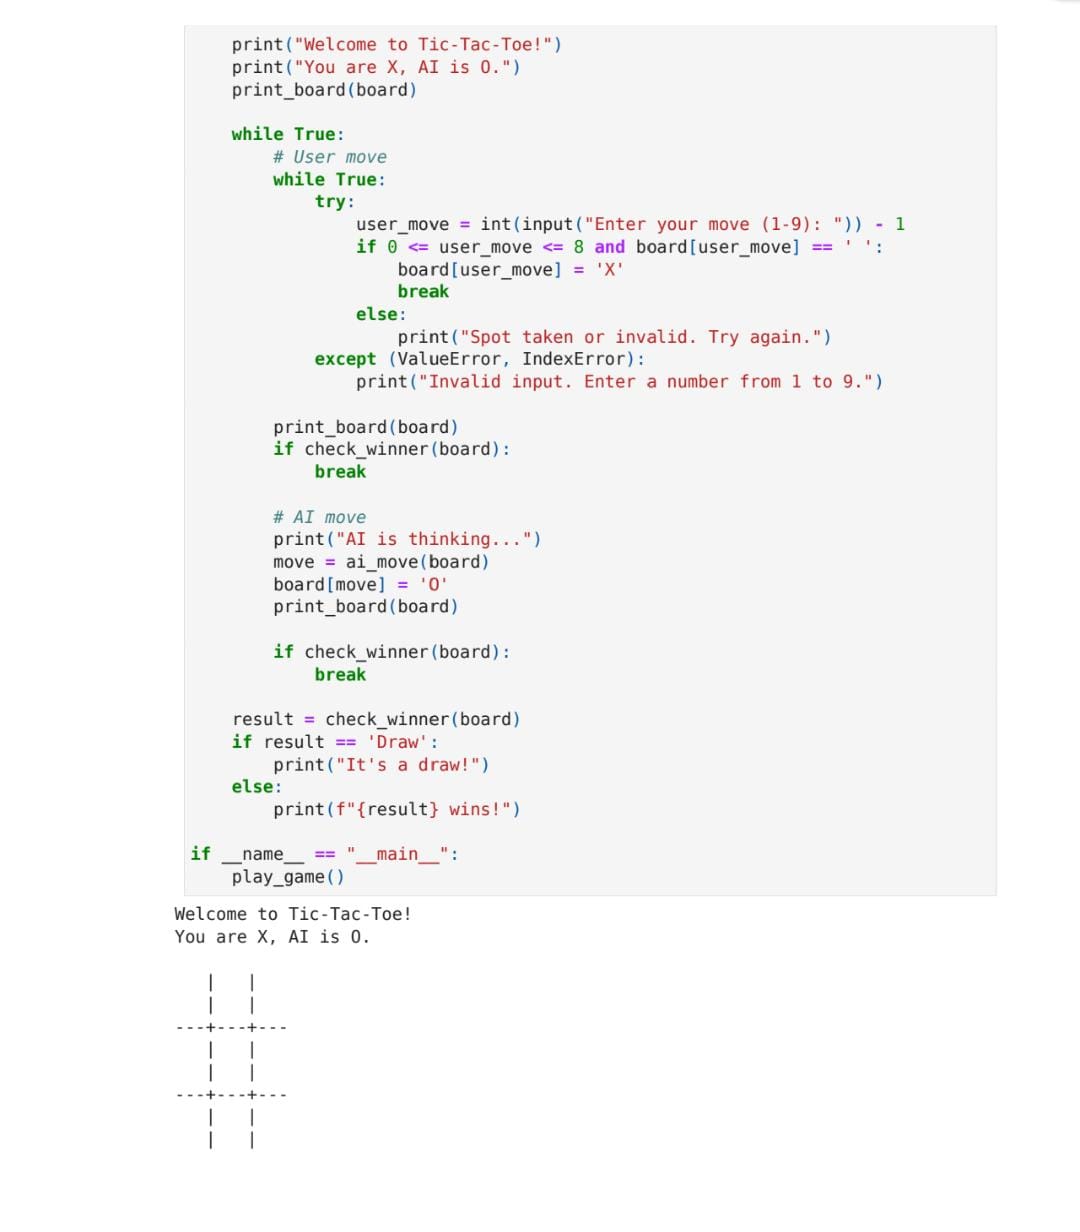 print("Welcome to Tic-Tac-Toe!")
    print("You are X, AI is O.")
    print_board(board)

    while True:
        # User move
        while True:
            try:
                user_move = int(input("Enter your move (1-9): ")) - 1
                if 0 <= user_move <= 8 and board[user_move] == ' ':
                    board[user_move] = 'X'
                    break
                else:
                    print("Spot taken or invalid. Try again.")
            except (ValueError, IndexError):
                print("Invalid input. Enter a number from 1 to 9.")

        print_board(board)
        if check_winner(board):
            break

        # AI move
        print("AI is thinking...")
        move = ai_move(board)
        board[move] = 'O'
        print_board(board)

        if check_winner(board):
            break

    result = check_winner(board)
    if result == 'Draw':
        print("It's a draw!")
    else:
        print(f"{result} wins!")

if __name__ == "__main__":
    play_game()
Welcome to Tic-Tac-Toe!
You are X, AI is O.

   |   |
   |   |
---+---+---
   |   |
   |   |
---+---+---
   |   |
   |   |